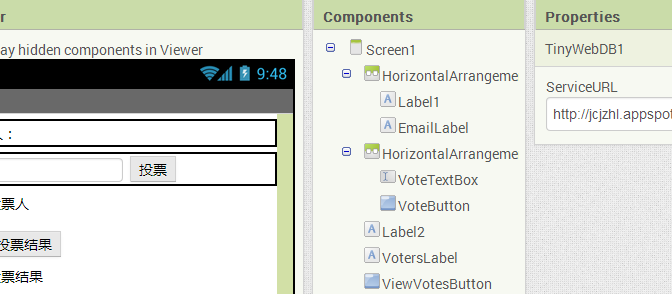 Components
Properties
ay hidden components in Viewer
9:48
投票
票人
投票结果
票结果
Screen1
HorizontalArrangeme
Label1
EmailLabel
HorizontalArrangeme
VoteTextBox
VoteButton
Label2
VotersLabel
ViewVotesButton
TinyWebDB1
ServiceURL
http://jcjzhl.appspot